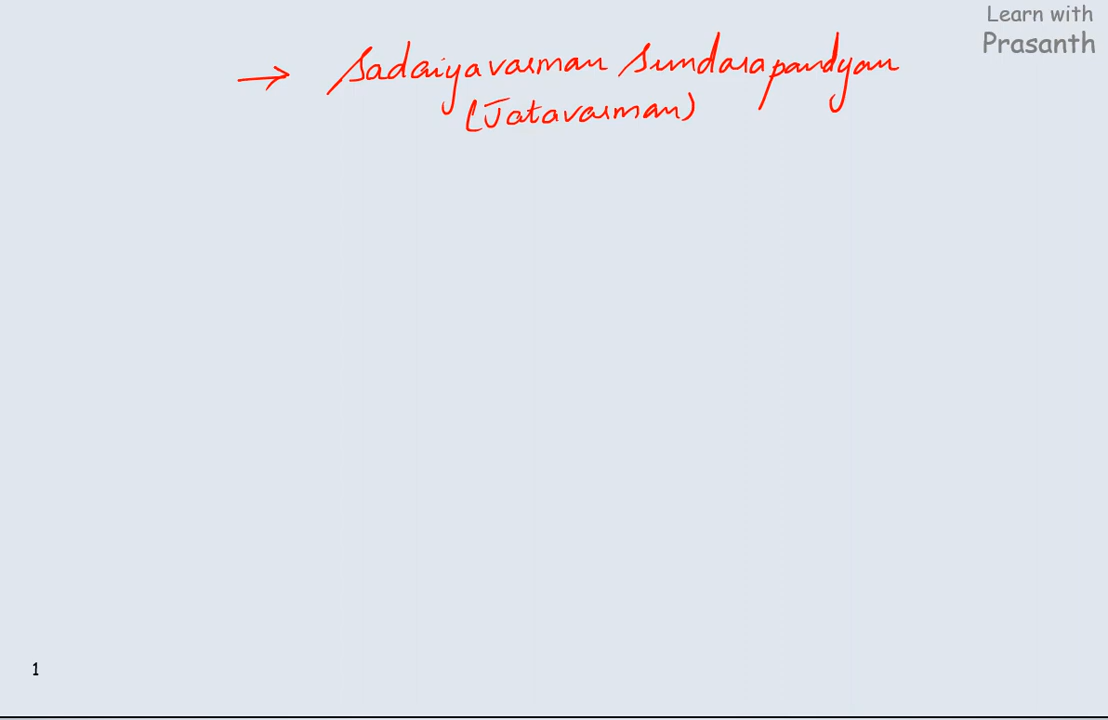 Learn with
Prasanth
→ Sadaiyavarman Sundarapandyan
(Jatavarman)
1